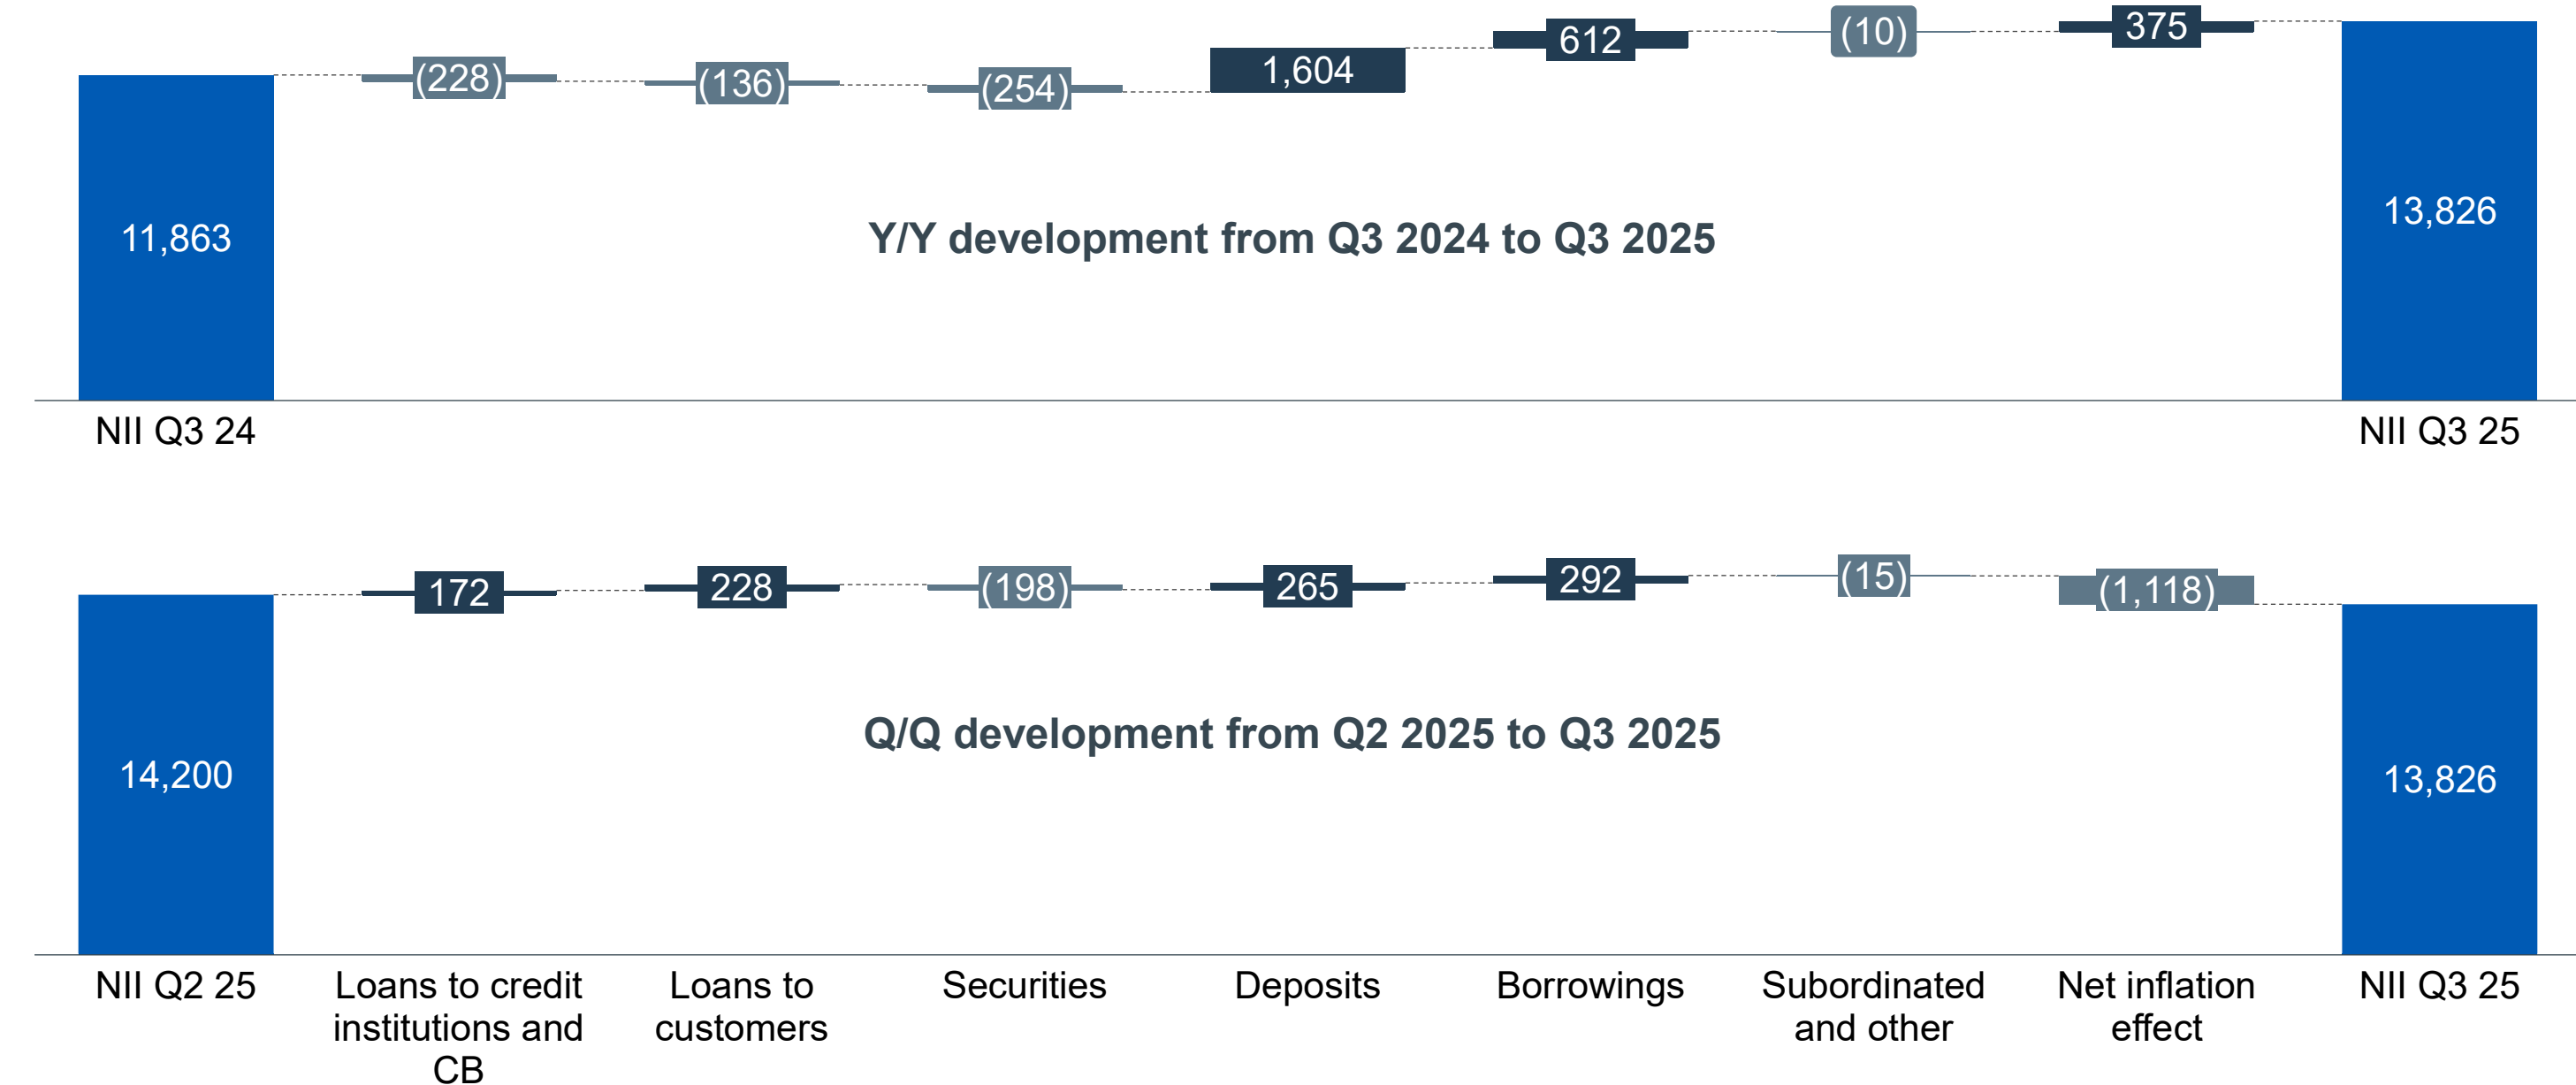 (228)
(136)
(254)
1,604
612
(10)
375
11,863
Y/Y development from Q3 2024 to Q3 2025
13,826
NII Q3 24
NII Q3 25
172
228
(198)
265
292
(15)
(1,118)
14,200
Q/Q development from Q2 2025 to Q3 2025
13,826
NII Q2 25
Loans to credit
institutions and
CB
Loans to
customers
Securities
Deposits
Borrowings
Subordinated
and other
Net inflation
effect
NII Q3 25